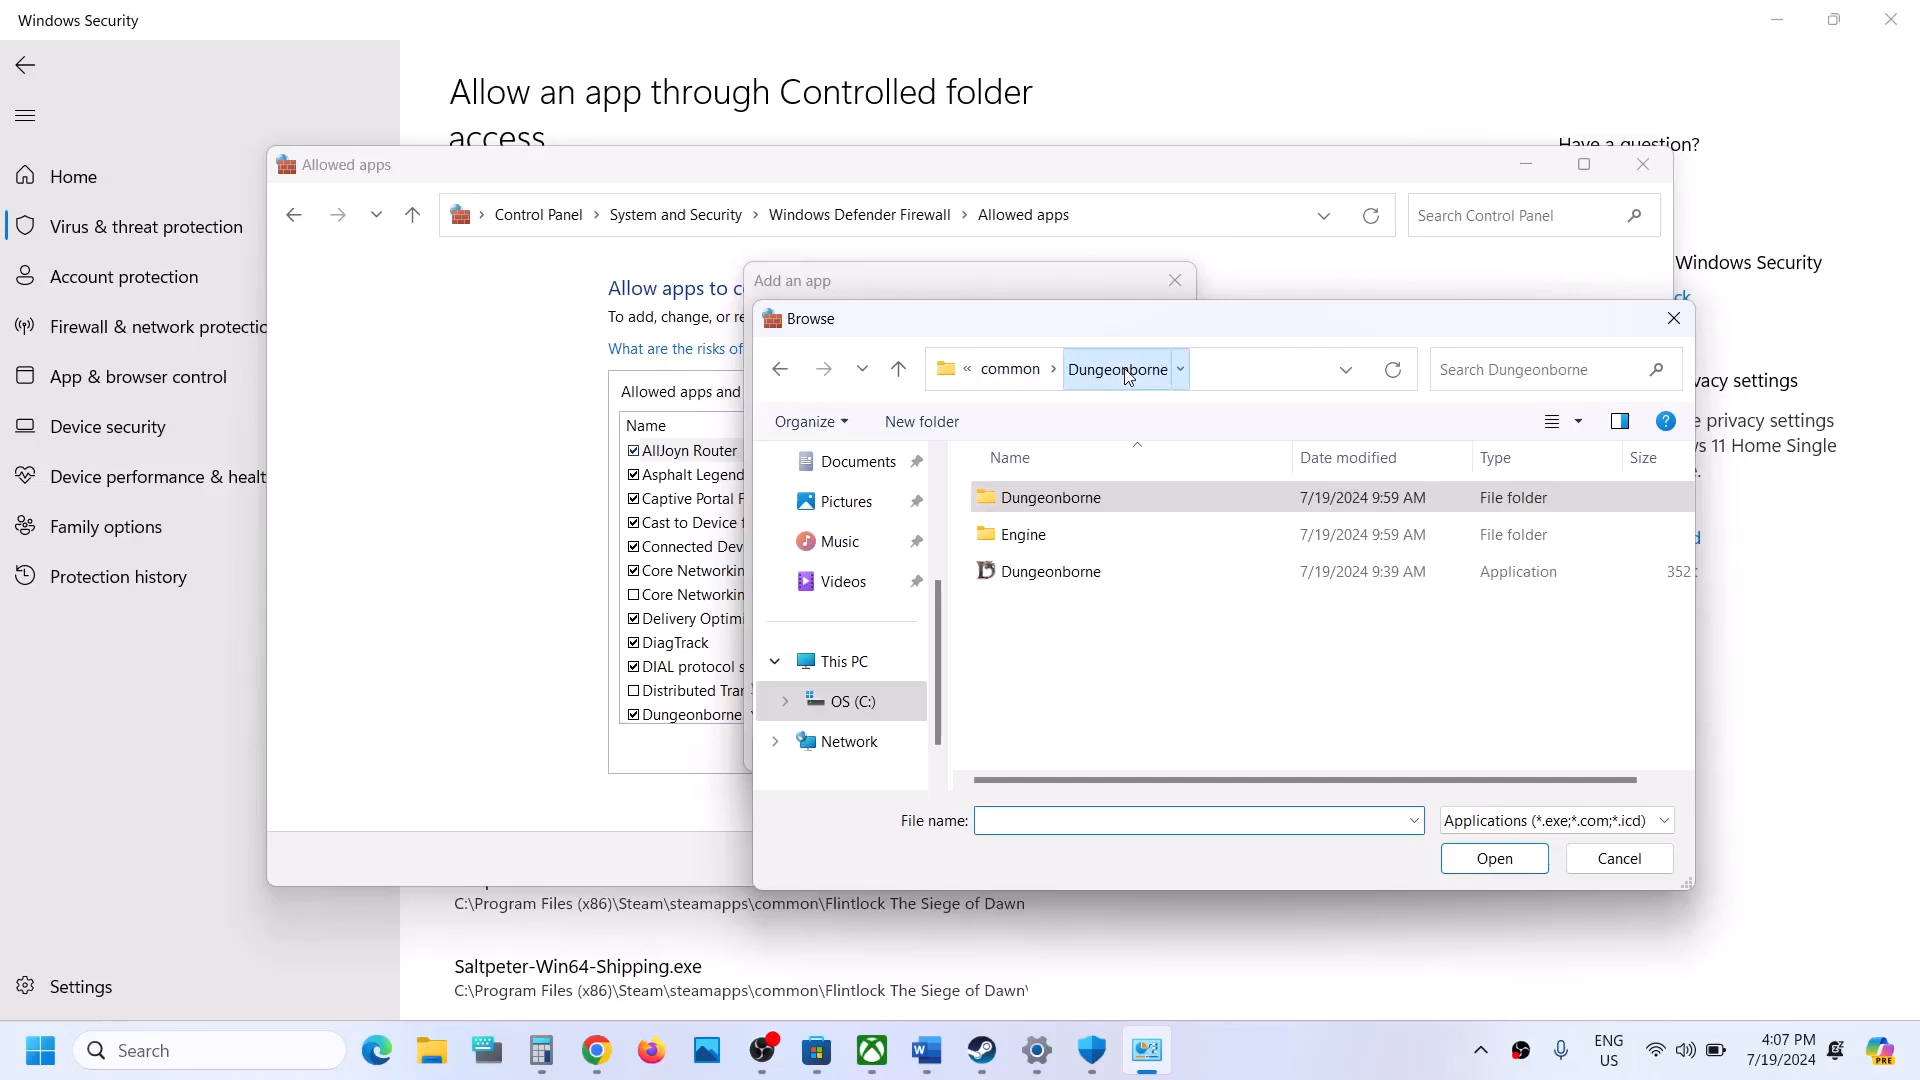 Windows Security
Home
Virus & threat protection
Account protection
Firewall & network protectio
App & browser control
Device security
Device performance & healt
Family options
Protection history
Settings
Allow an app through Controlled folder
access
Have a question?
Windows Security
ck
vacy settings
e privacy settings
vs 11 Home Single
C:\Program Files (x86)\Steam\steamapps\common\Flintlock The Siege of Dawn
Saltpeter-Win64-Shipping.exe
C:\Program Files (x86)\Steam\steamapps\common\Flintlock The Siege of Dawn\
Allowed apps
Control Panel > System and Security > Windows Defender Firewall > Allowed apps
Search Control Panel
Allow apps to c
To add, change, or re
What are the risks of
Allowed apps and
Name
AllJoyn Router
Asphalt Legend
Captive Portal F
Cast to Device f
Connected Dev
Core Networkin
Core Networkin
Delivery Optimi
DiagTrack
DIAL protocol s
Distributed Tran
Dungeonborne
Add an app
Browse
« common > Dungeonborne
Search Dungeonborne
Organize
New folder
Documents
Pictures
Music
Videos
This PC
OS (C:)
Network
Name Date modified Type Size
Dungeonborne 7/19/2024 9:59 AM File folder
Engine 7/19/2024 9:59 AM File folder
Dungeonborne 7/19/2024 9:39 AM Application 352
File name:
Applications (*.exe;*.com;*.icd)
Open
Cancel
Search
ENG
US
4:07 PM
7/19/2024
PRE